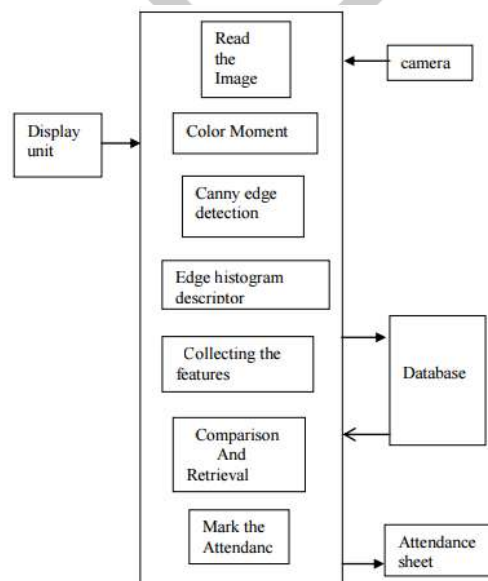 Read
the
Image
camera
Display
unit
Color Moment
Canny edge
detection
Edge histogram
descriptor
Collecting the
features
Database
Comparison
And
Retrieval
Mark the
Attendanc
Attendance
sheet